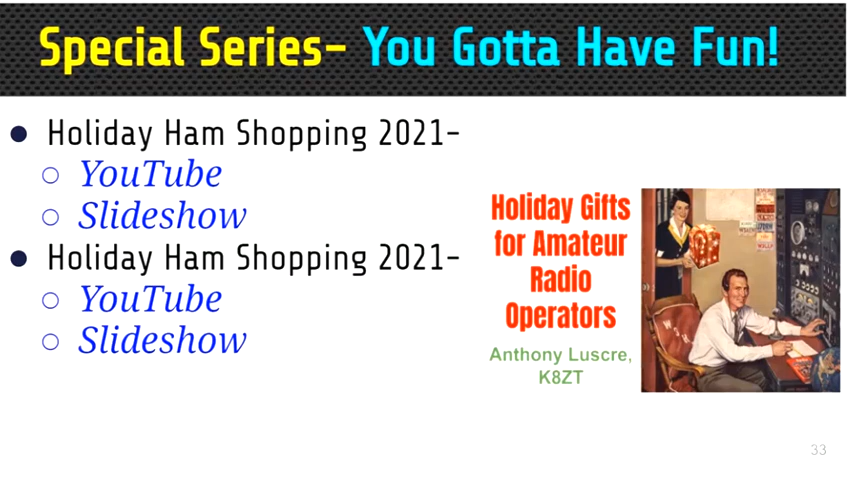 Special Series- You Gotta Have Fun!
Holiday Ham Shopping 2021-
YouTube
Slideshow
Holiday Ham Shopping 2021-
YouTube
Slideshow
Holiday Gifts
for Amateur
Radio
Operators
Anthony Luscre,
K8ZT
33